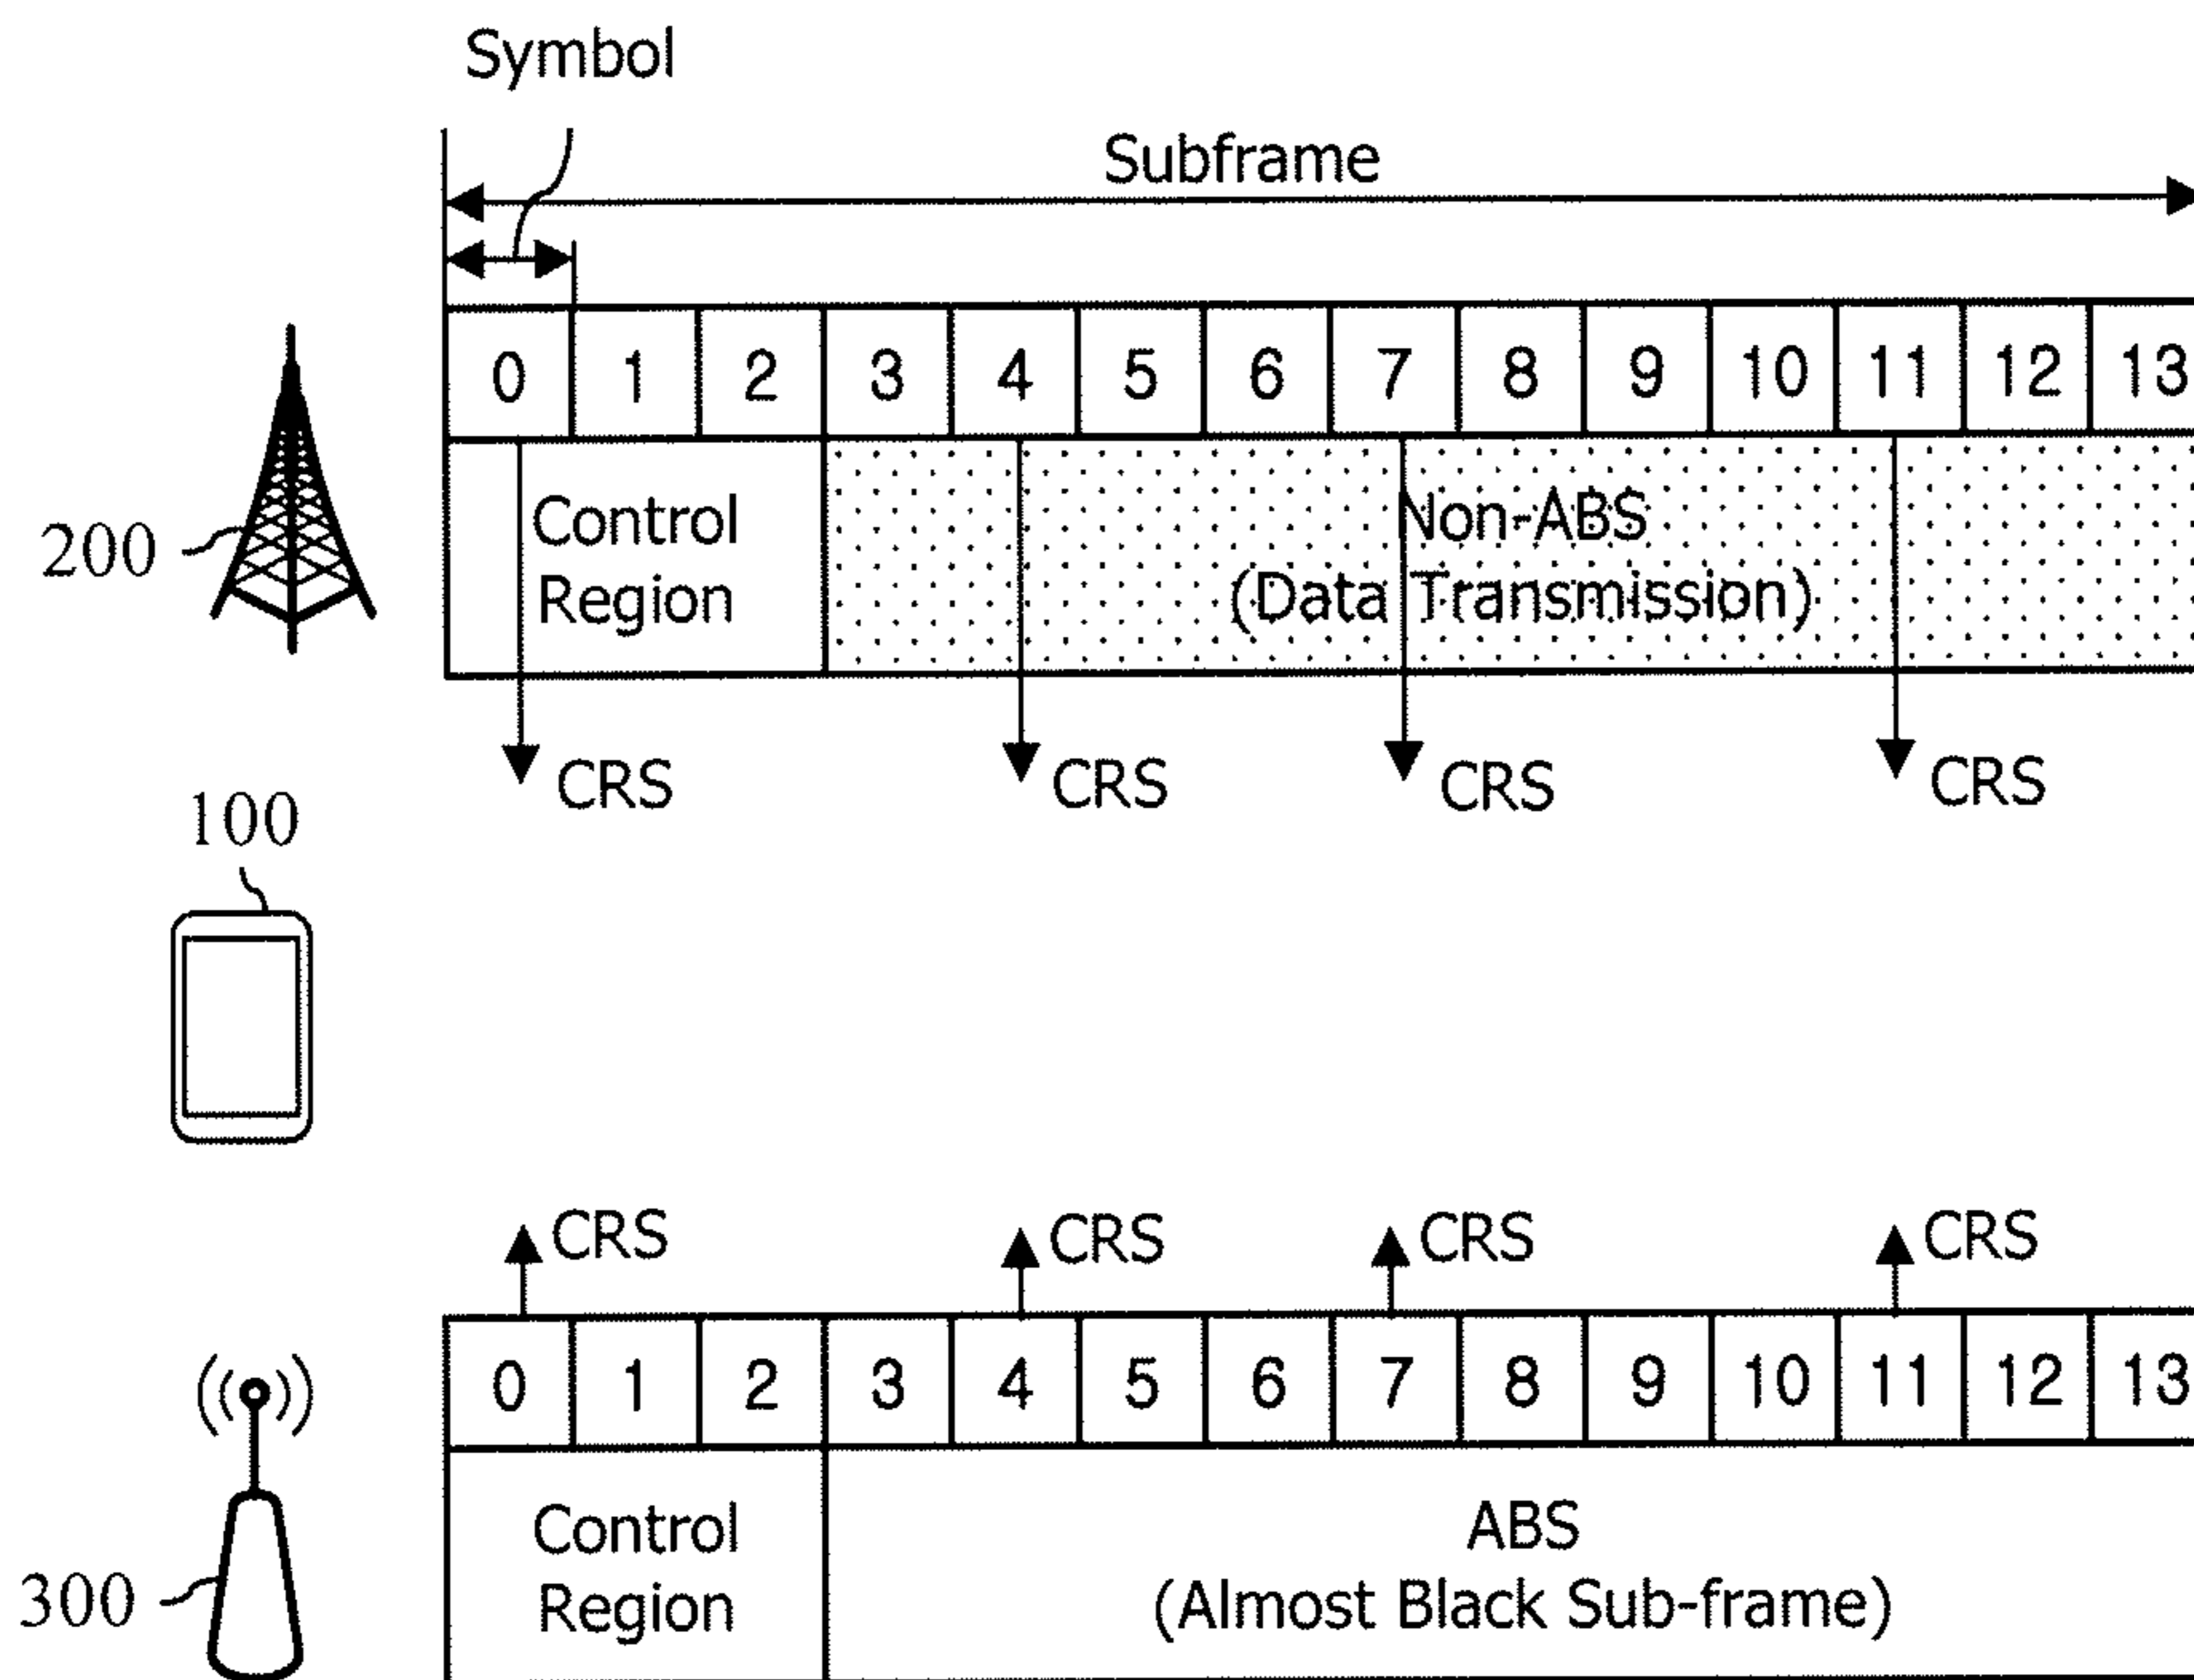 Symbol
Subframe
0 1 2 3 4 5 6 7 8 9 10 11 12 13
200
Control
Region
Non-ABS
(Data Transmission)
CRS CRS CRS CRS
100
CRS CRS CRS CRS
0 1 2 3 4 5 6 7 8 9 10 11 12 13
300
Control
Region
ABS
(Almost Black Sub-frame)